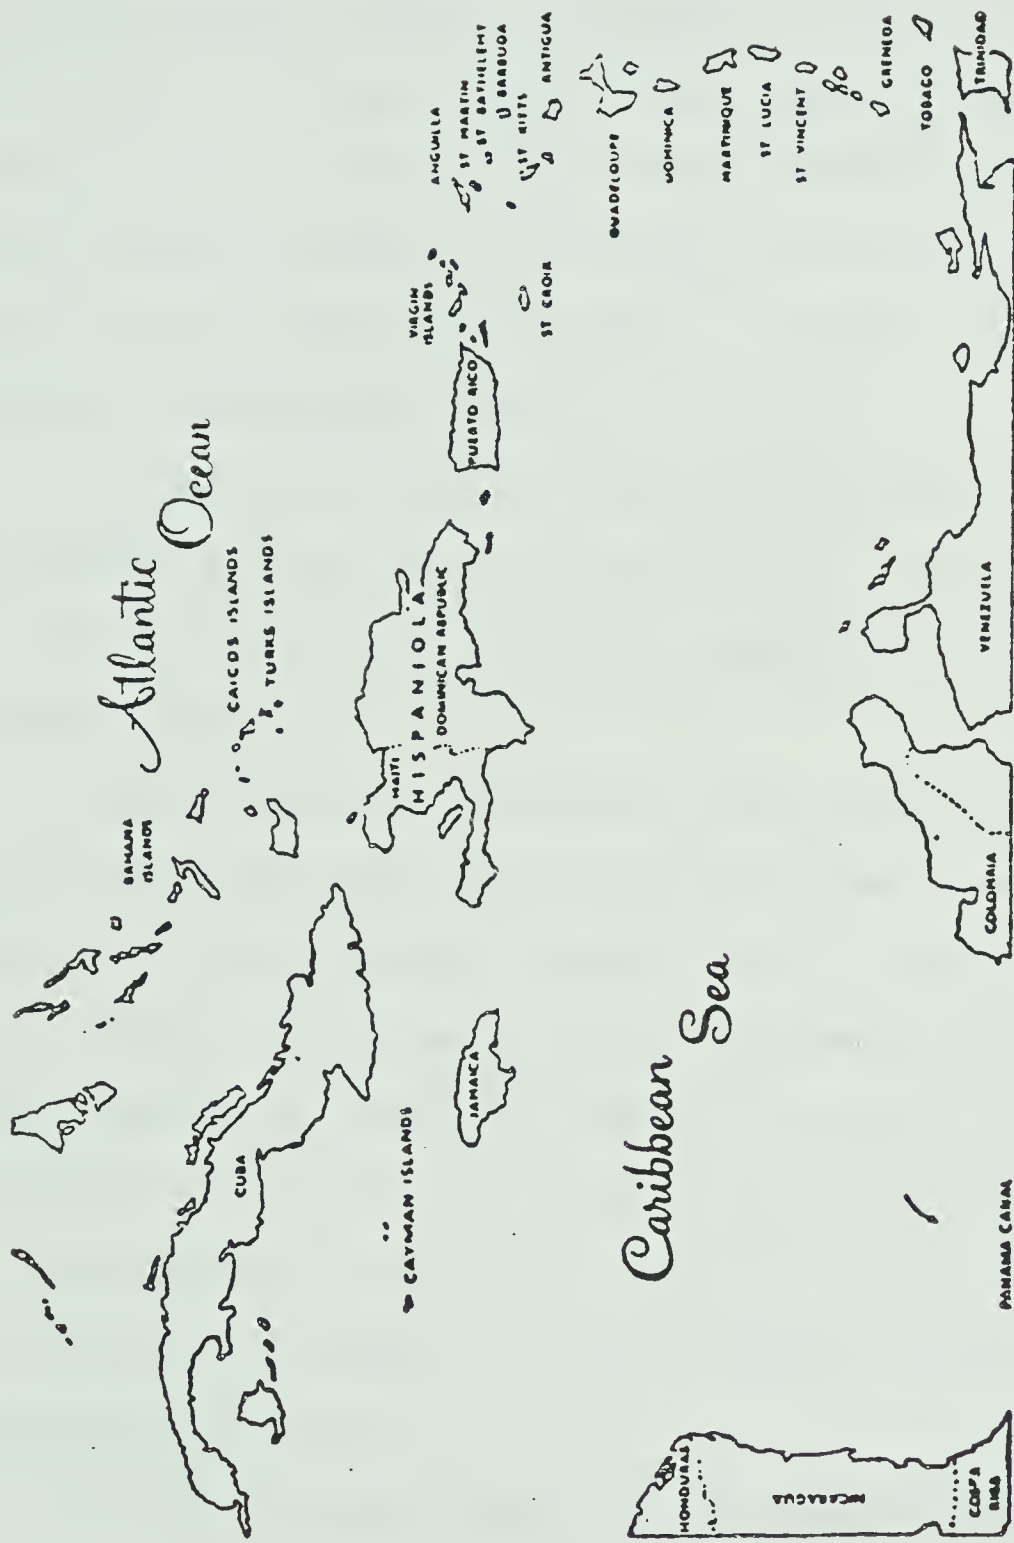 Atlantic
Ocean
BAHAMA
ISLANDS
CAICOS ISLANDS
TURKS ISLANDS
CUBA
CAYMAN ISLANDS
JAMAICA
HAITI
HISPANIOLA
DOMINICAN REPUBLIC
PUERTO RICO
VIRGIN
ISLANDS
ST CROIX
ANGUILLA
ST MARTIN
ST BATHELEMT
BARBUDA
ST KITTS
ANTIGUA
GUADELOUPE
DOMINICA
MARTINIQUE
ST LUCIA
ST VINCENT
GRENEDA
TOBAGO
TRINIDAD
Caribbean
Sea
HONDURAS
NICARAGUA
COSTA
RICA
PANAMA CANAL
COLOMBIA
VENEZUELA